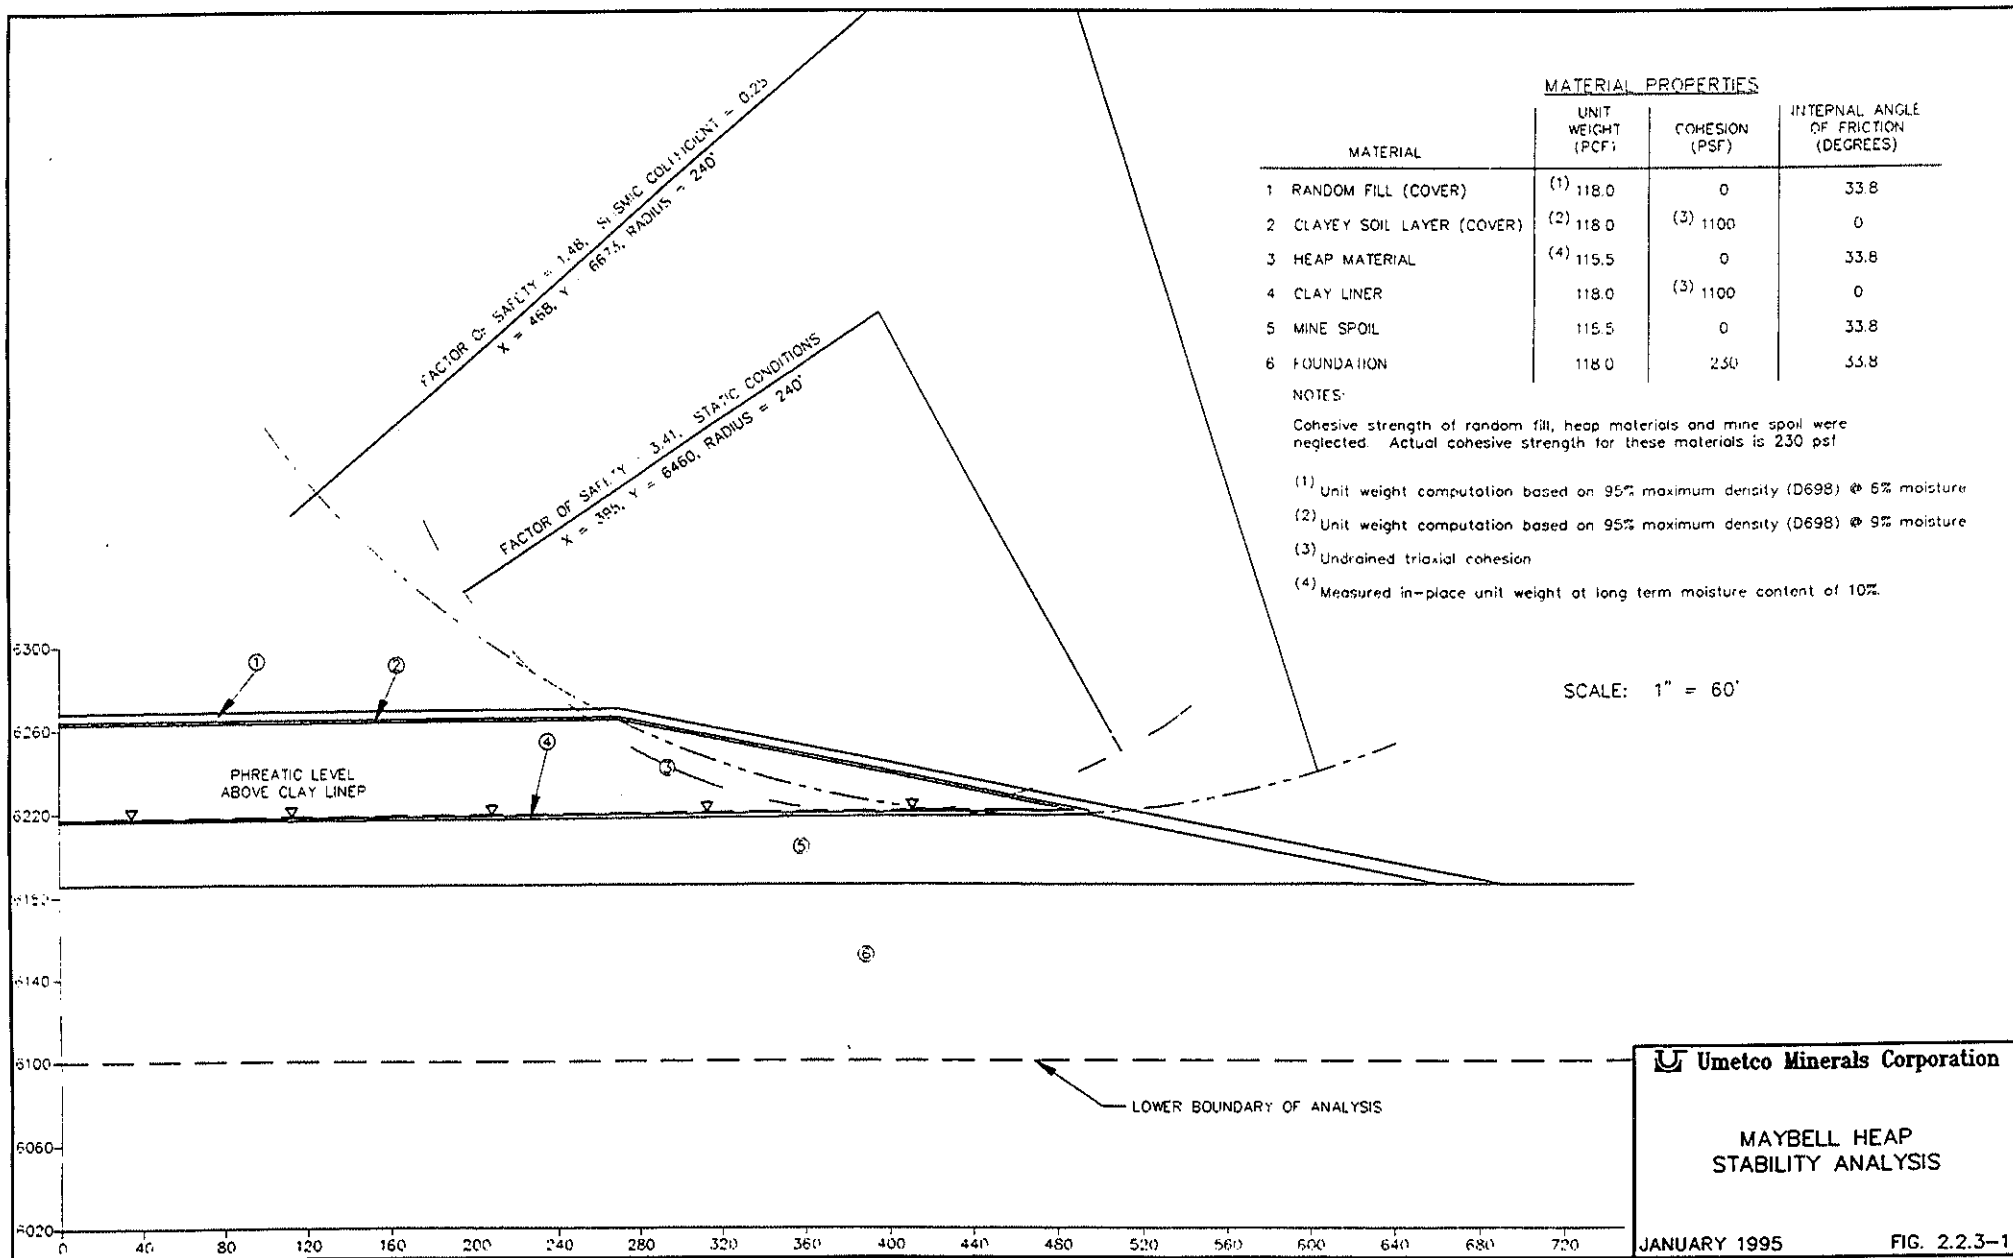 FACTOR OF SAFETY = 1.48, SEISMIC COEFFICIENT = 0.25
X = 468, Y = RADIUS = 240'
FACTOR OF SAFETY = 3.41, STATIC CONDITIONS
X = 395, Y = 6460, RADIUS = 240'
MATERIAL PROPERTIES
MATERIAL
UNIT WEIGHT (PCF)
COHESION (PSF)
INTERNAL ANGLE OF FRICTION (DEGREES)
1 RANDOM FILL (COVER) (1) 118.0 0 33.8
2 CLAYEY SOIL LAYER (COVER) (2) 118.0 (3) 1100 0
3 HEAP MATERIAL (4) 115.5 0 33.8
4 CLAY LINER 118.0 (3) 1100 0
5 MINE SPOIL 115.5 0 33.8
6 FOUNDATION 118.0 230 33.8
NOTES:
Cohesive strength of random fill, heap materials and mine spoil were
neglected. Actual cohesive strength for these materials is 230 psf
(1) Unit weight computation based on 95% maximum density (D698) @ 6% moisture
(2) Unit weight computation based on 95% maximum density (D698) @ 9% moisture
(3) Undrained triaxial cohesion
(4) Measured in-place unit weight at long term moisture content of 10%.
SCALE: 1" = 60'
6300
6260
6220
6140
6100
6060
6020
1
2
4
3
PHREATIC LEVEL
ABOVE CLAY LINER
5
6
LOWER BOUNDARY OF ANALYSIS
0 40 80 120 160 200 240 280 320 360 400 440 480 520 560 600 640 680 720
Umetco Minerals Corporation
MAYBELL HEAP
STABILITY ANALYSIS
JANUARY 1995 FIG. 2.2.3-1